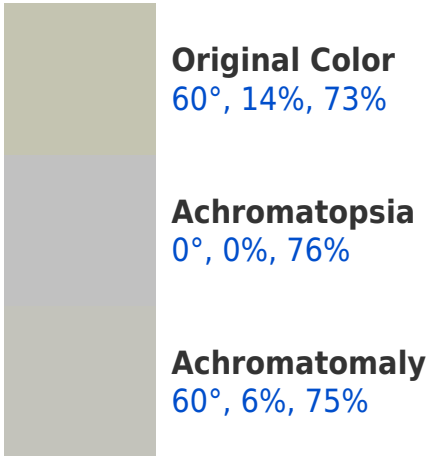 Original Color
60°, 14%, 73%
Achromatopsia
0°, 0%, 76%
Achromatomaly
60°, 6%, 75%